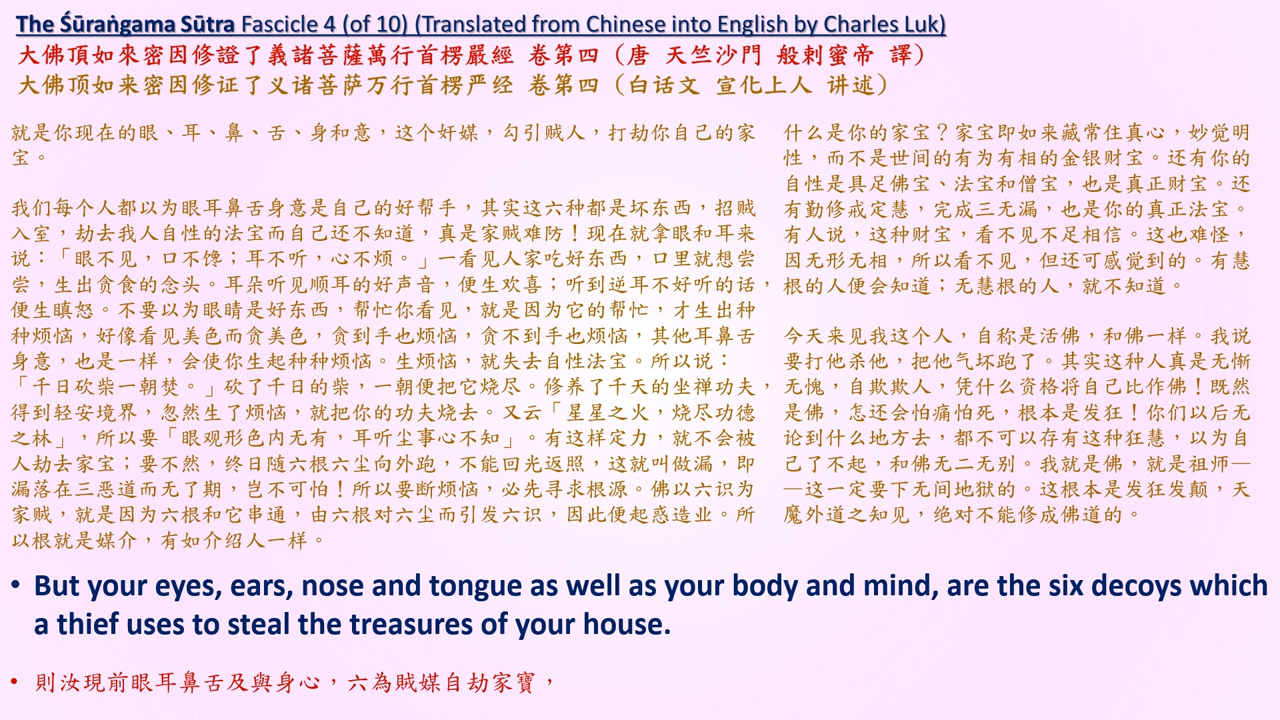 The Śūraṅgama Sūtra Fascicle 4 (of 10) (Translated from Chinese into English by Charles Luk)
大佛頂如來密因修證了義諸菩薩萬行首楞嚴經 卷第四（唐 天竺沙門 般剌蜜帝 譯）
大佛顶如来密因修证了义诸菩萨万行首楞严经 卷第四（白话文 宣化上人 讲述）
就是你现在的眼、耳、鼻、舌、身和意，这个奸媒，勾引贼人，打劫你自己的家
宝。
我们每个人都以为眼耳鼻舌身意是自己的好帮手，其实这六种都是坏东西，招贼
入室，劫去我人自性的法宝而自己还不知道，真是家贼难防！现在就拿眼和耳来
说：「眼不见，口不馋；耳不听，心不烦。」一看见人家吃好东西，口里就想尝
尝，生出贪食的念头。耳朵听见顺耳的好声音，便生欢喜；听到逆耳不好听的话，
便生瞋怒。不要以为眼睛是好东西，帮忙你看见，就是因为它的帮忙，才生出种
种烦恼，好像看见美色而贪美色，贪到手也烦恼，贪不到手也烦恼，其他耳鼻舌
身意，也是一样，会使你生起种种烦恼。生烦恼，就失去自性法宝。所以说：
「千日砍柴一朝焚。」砍了千日的柴，一朝便把它烧尽。修养了千天的坐禅功夫，
得到轻安境界，忽然生了烦恼，就把你的功夫烧去。又云「星星之火，烧尽功德
之林」，所以要「眼观形色内无有，耳听尘事心不知」。有这样定力，就不会被
人劫去家宝；要不然，终日随六根六尘向外跑，不能回光返照，这就叫做漏，即
漏落在三恶道而无了期，岂不可怕！所以要断烦恼，必先寻求根源。佛以六识为
家贼，就是因为六根和它串通，由六根对六尘而引发六识，因此便起惑造业。所
以根就是媒介，有如介绍人一样。
什么是你的家宝？家宝即如来藏常住真心，妙觉明
性，而不是世间的有为有相的金银财宝。还有你的
自性是具足佛宝、法宝和僧宝，也是真正财宝。还
有勤修戒定慧，完成三无漏，也是你的真正法宝。
有人说，这种财宝，看不见不足相信。这也难怪，
因无形无相，所以看不见，但还可感觉到的。有慧
根的人便会知道；无慧根的人，就不知道。
今天来见我这个人，自称是活佛，和佛一样。我说
要打他杀他，把他气坏跑了。其实这种人真是无惭
无愧，自欺欺人，凭什么资格将自己比作佛！既然
是佛，怎还会怕痛怕死，根本是发狂！你们以后无
论到什么地方去，都不可以存有这种狂慧，以为自
己了不起，和佛无二无别。我就是佛，就是祖师─
─这一定要下无间地狱的。这根本是发狂发颠，天
魔外道之知见，绝对不能修成佛道的。
• But your eyes, ears, nose and tongue as well as your body and mind, are the six decoys which
a thief uses to steal the treasures of your house.
• 則汝現前眼耳鼻舌及與身心，六為賊媒自劫家寶，